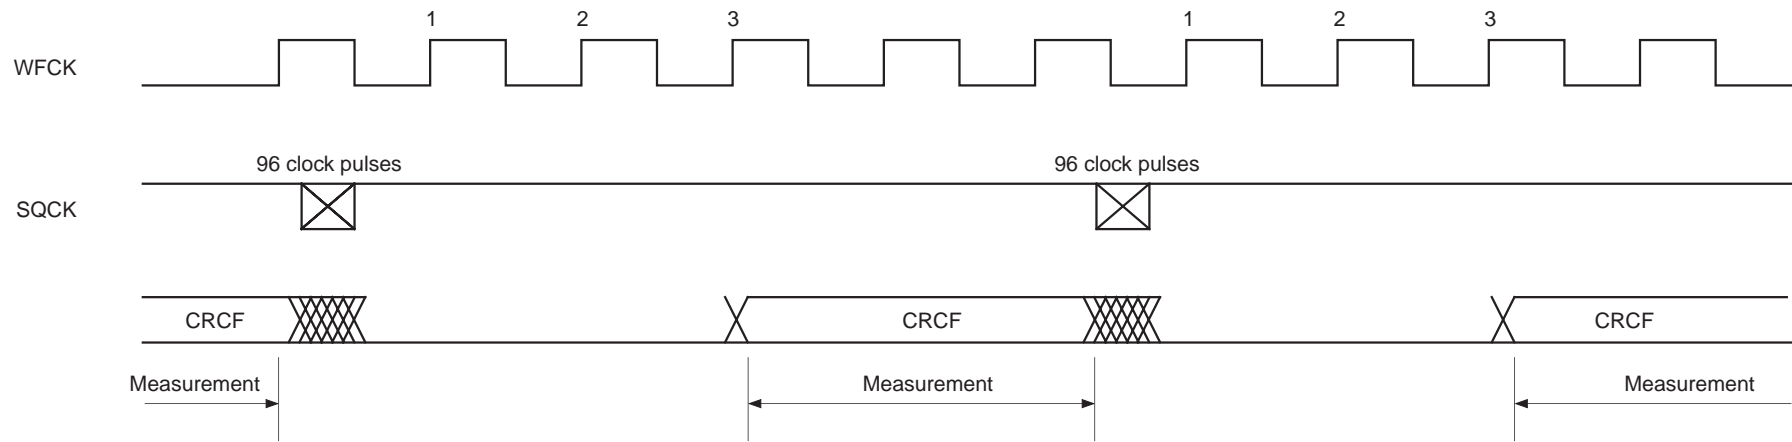 1 2 3 1 2 3
WFCK
96 clock pulses 96 clock pulses
SQCK
CRCF CRCF CRCF
Measurement Measurement Measurement